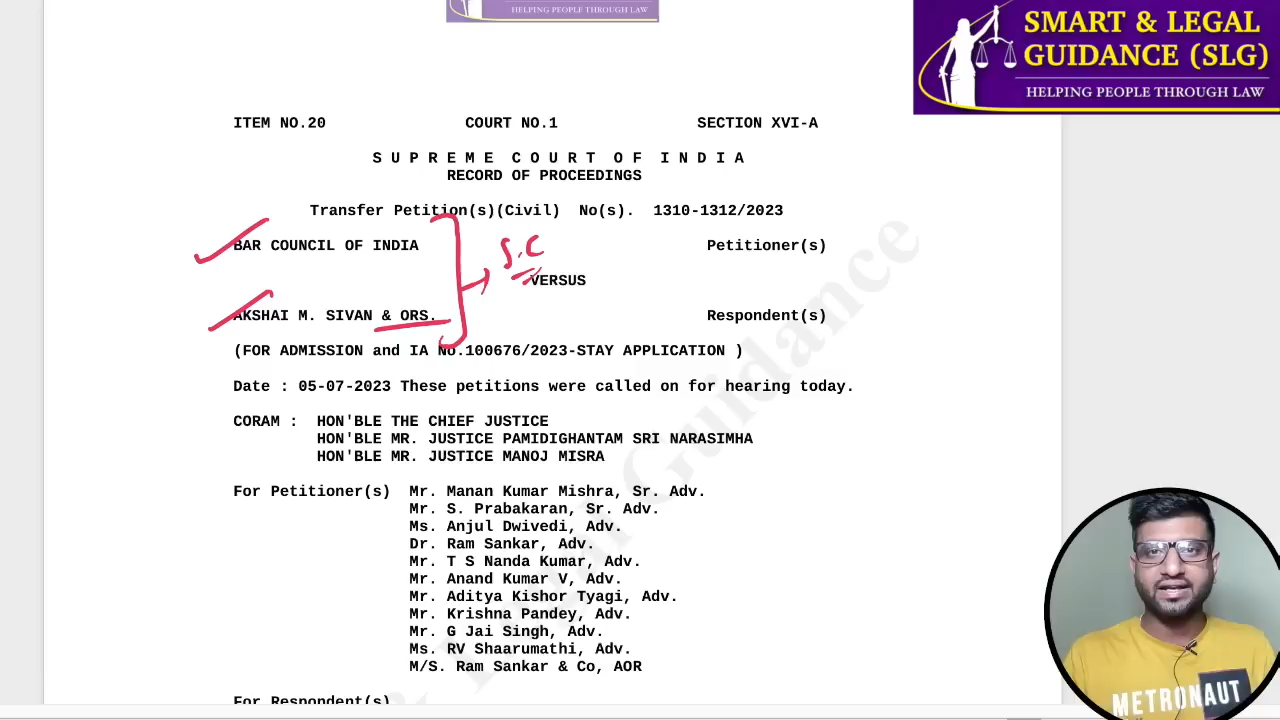 HELPING PEOPLE THROUGH LAW
SMART & LEGAL
GUIDANCE (SLG)
HELPING PEOPLE THROUGH LAW
ITEM NO.20 COURT NO.1 SECTION XVI-A
SUPREME COURT OF INDIA
RECORD OF PROCEEDINGS
Transfer Petition(s)(Civil) No(s). 1310-1312/2023
BAR COUNCIL OF INDIA Petitioner(s)
S.C
VERSUS
AKSHAI M. SIVAN & ORS. Respondent(s)
(FOR ADMISSION and IA No.100676/2023-STAY APPLICATION )
Date : 05-07-2023 These petitions were called on for hearing today.
CORAM : HON'BLE THE CHIEF JUSTICE
HON'BLE MR. JUSTICE PAMIDIGHANTAM SRI NARASIMHA
HON'BLE MR. JUSTICE MANOJ MISRA
For Petitioner(s) Mr. Manan Kumar Mishra, Sr. Adv.
Mr. S. Prabakaran, Sr. Adv.
Ms. Anjul Dwivedi, Adv.
Dr. Ram Sankar, Adv.
Mr. T S Nanda Kumar, Adv.
Mr. Anand Kumar V, Adv.
Mr. Aditya Kishor Tyagi, Adv.
Mr. Krishna Pandey, Adv.
Mr. G Jai Singh, Adv.
Ms. RV Shaarumathi, Adv.
M/S. Ram Sankar & Co, AOR
For Respondent(s)
& Legal Guidance
METRONAUT